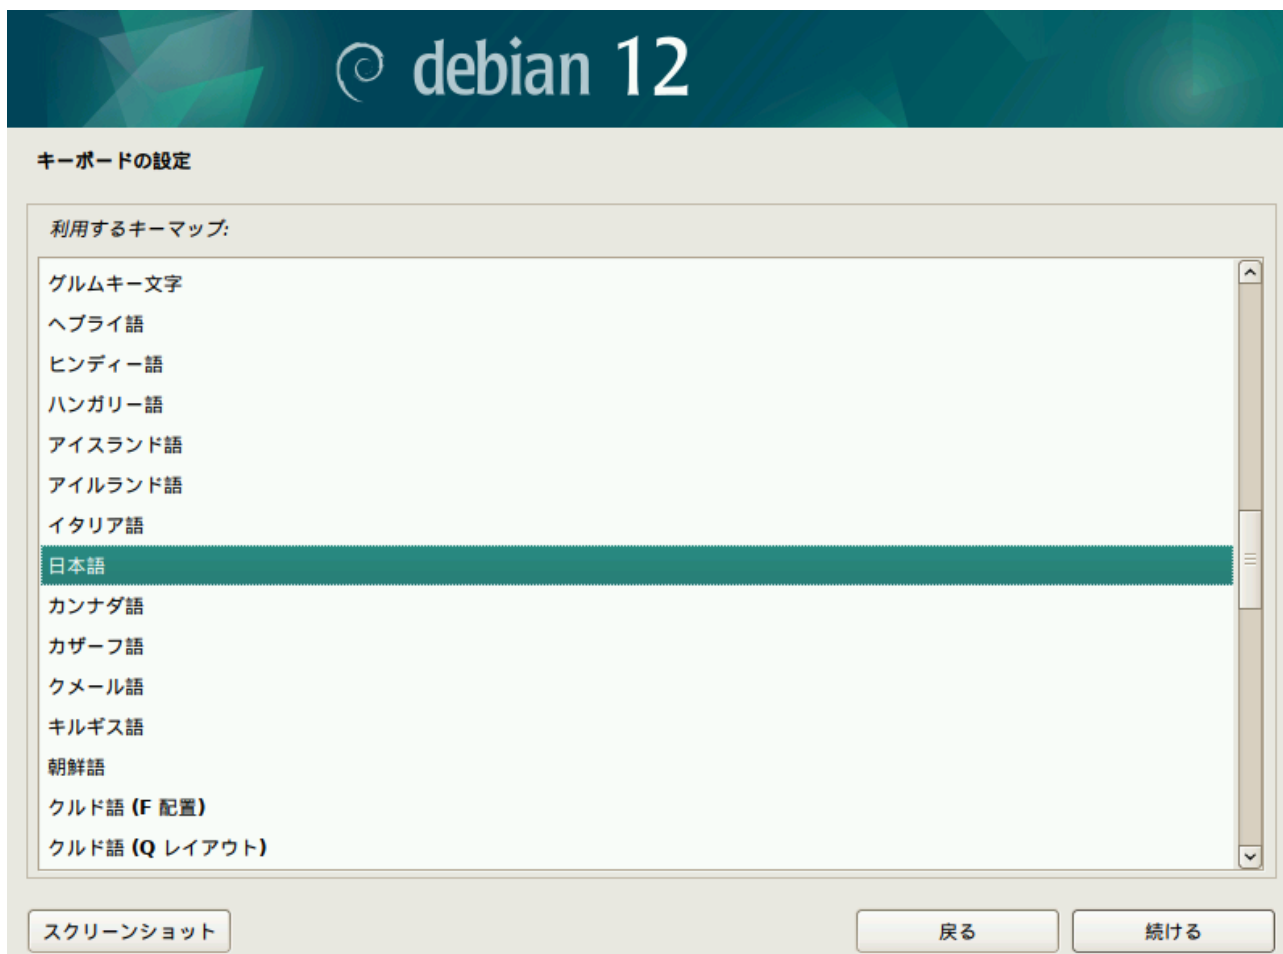 debian 12
キーボードの設定
利用するキーマップ:
グルムキー文字
ヘブライ語
ヒンディー語
ハンガリー語
アイスランド語
アイルランド語
イタリア語
日本語
カンナダ語
カザーフ語
クメール語
キルギス語
朝鮮語
クルド語 (F 配置)
クルド語 (Q レイアウト)
スクリーンショット 戻る 続ける